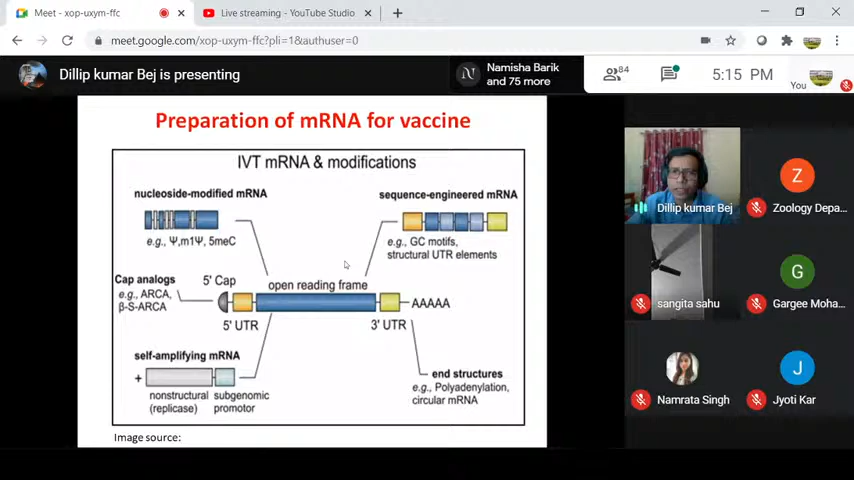 Meet - xop-uxym-ffc
Live streaming - YouTube Studio
meet.google.com/xop-uxym-ffc?pli=1&authuser=0
Dillip kumar Bej is presenting
N
Namisha Barik
and 75 more
84
5:15 PM
You
Preparation of mRNA for vaccine
IVT mRNA & modifications
nucleoside-modified mRNA
e.g., Ψ,m1Ψ, 5meC
sequence-engineered mRNA
e.g., GC motifs,
structural UTR elements
Cap analogs
e.g., ARCA,
β-S-ARCA
5' Cap
open reading frame
AAAAA
5' UTR
3' UTR
self-amplifying mRNA
+
nonstructural
(replicase)
subgenomic
promotor
end structures
e.g., Polyadenylation,
circular mRNA
Image source:
Dillip kumar Bej
Z
Zoology Depa...
sangita sahu
G
Gargee Moha...
Namrata Singh
J
Jyoti Kar